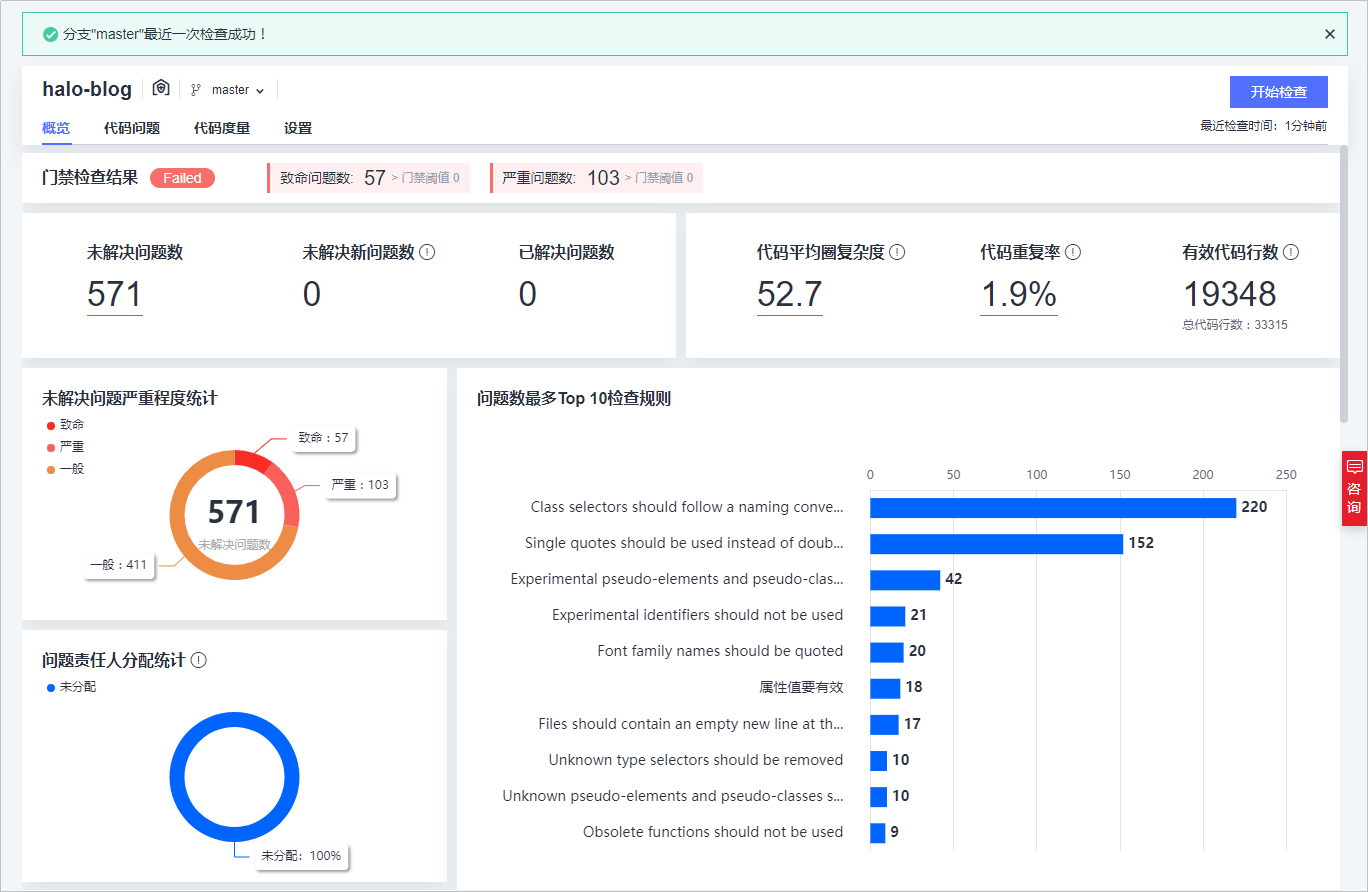 分支"master"最近一次检查成功！
halo-blog master
开始检查
概览 代码问题 代码度量 设置
最近检查时间：1分钟前
门禁检查结果 Failed 致命问题数: 57 > 门禁阈值 0 严重问题数: 103 > 门禁阈值 0
未解决问题数 未解决新问题数 已解决问题数
571 0 0
代码平均圈复杂度 代码重复率 有效代码行数
52.7 1.9% 19348
总代码行数：33315
未解决问题严重程度统计
致命
严重
一般
致命：57
严重：103
571
未解决问题数
一般：411
问题责任人分配统计
未分配
未分配: 100%
问题数最多Top 10检查规则
0 50 100 150 200 250
Class selectors should follow a naming conve... 220
Single quotes should be used instead of doub... 152
Experimental pseudo-elements and pseudo-clas... 42
Experimental identifiers should not be used 21
Font family names should be quoted 20
属性值要有效 18
Files should contain an empty new line at th... 17
Unknown type selectors should be removed 10
Unknown pseudo-elements and pseudo-classes s... 10
Obsolete functions should not be used 9
咨
询